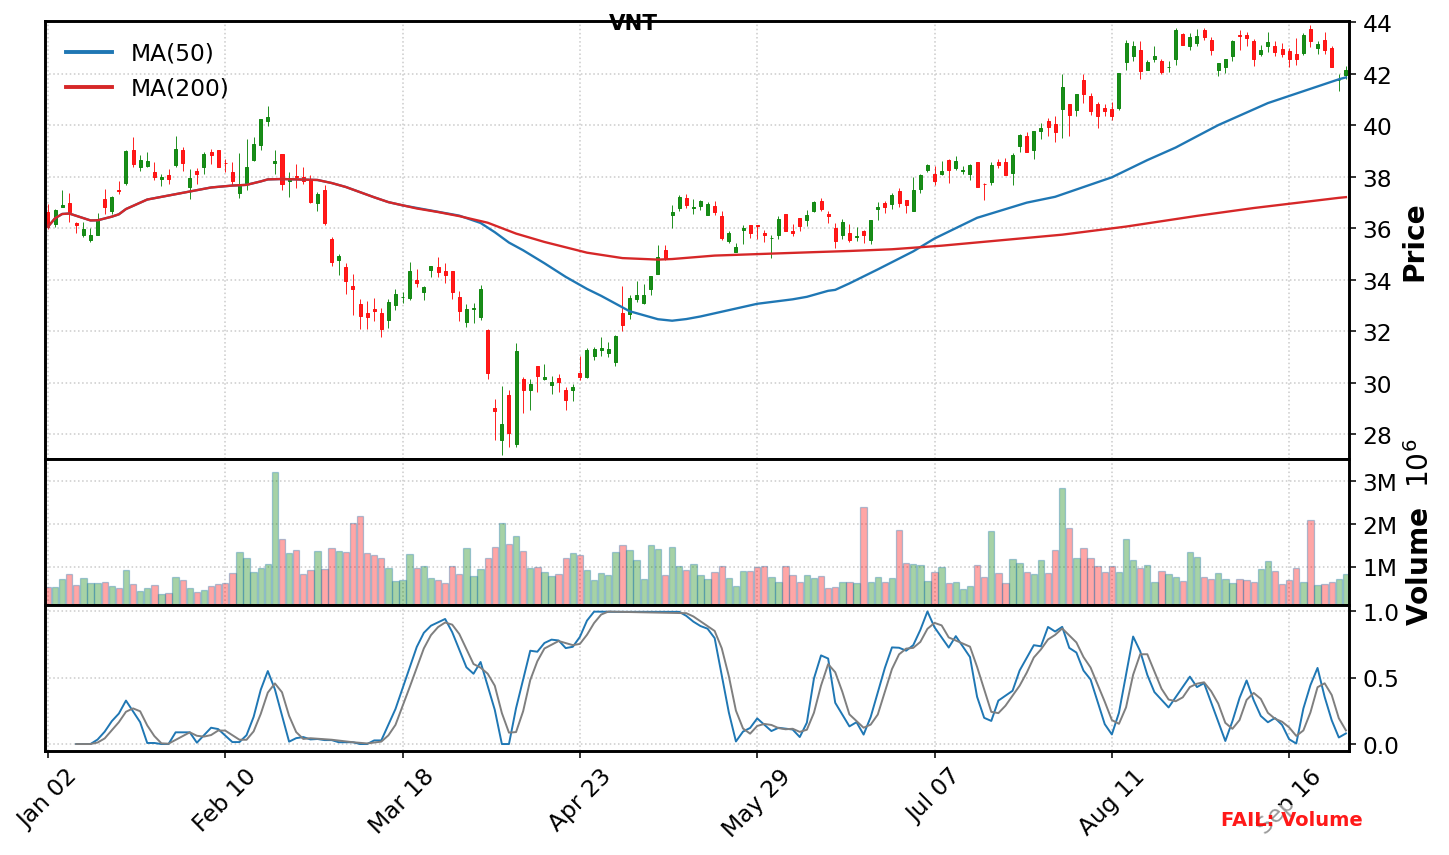 VNT
MA(50)
MA(200)
44
42
40
38
36
34
32
30
28
Price
3M
2M
1M
Volume 10^6
1.0
0.5
0.0
Jan 02
Feb 10
Mar 18
Apr 23
May 29
Jul 07
Aug 11
Sep 16
FAIL: Volume